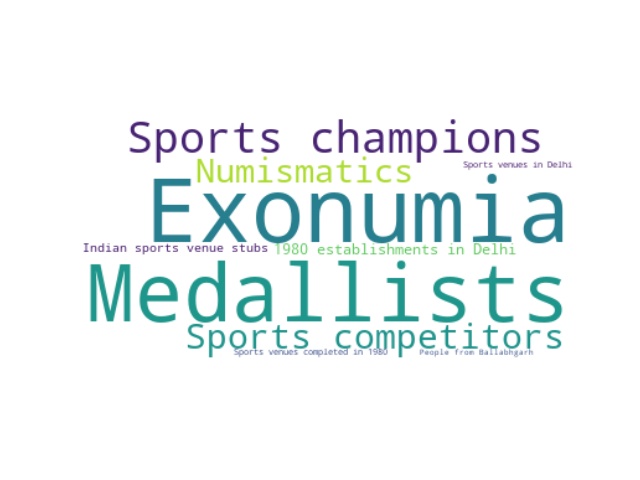 Sports champions
Sports venues in Delhi
Numismatics
Exonumia
Indian sports venue stubs
1980 establishments in Delhi
Medallists
Sports competitors
Sports venues completed in 1980
People from Ballabhgarh